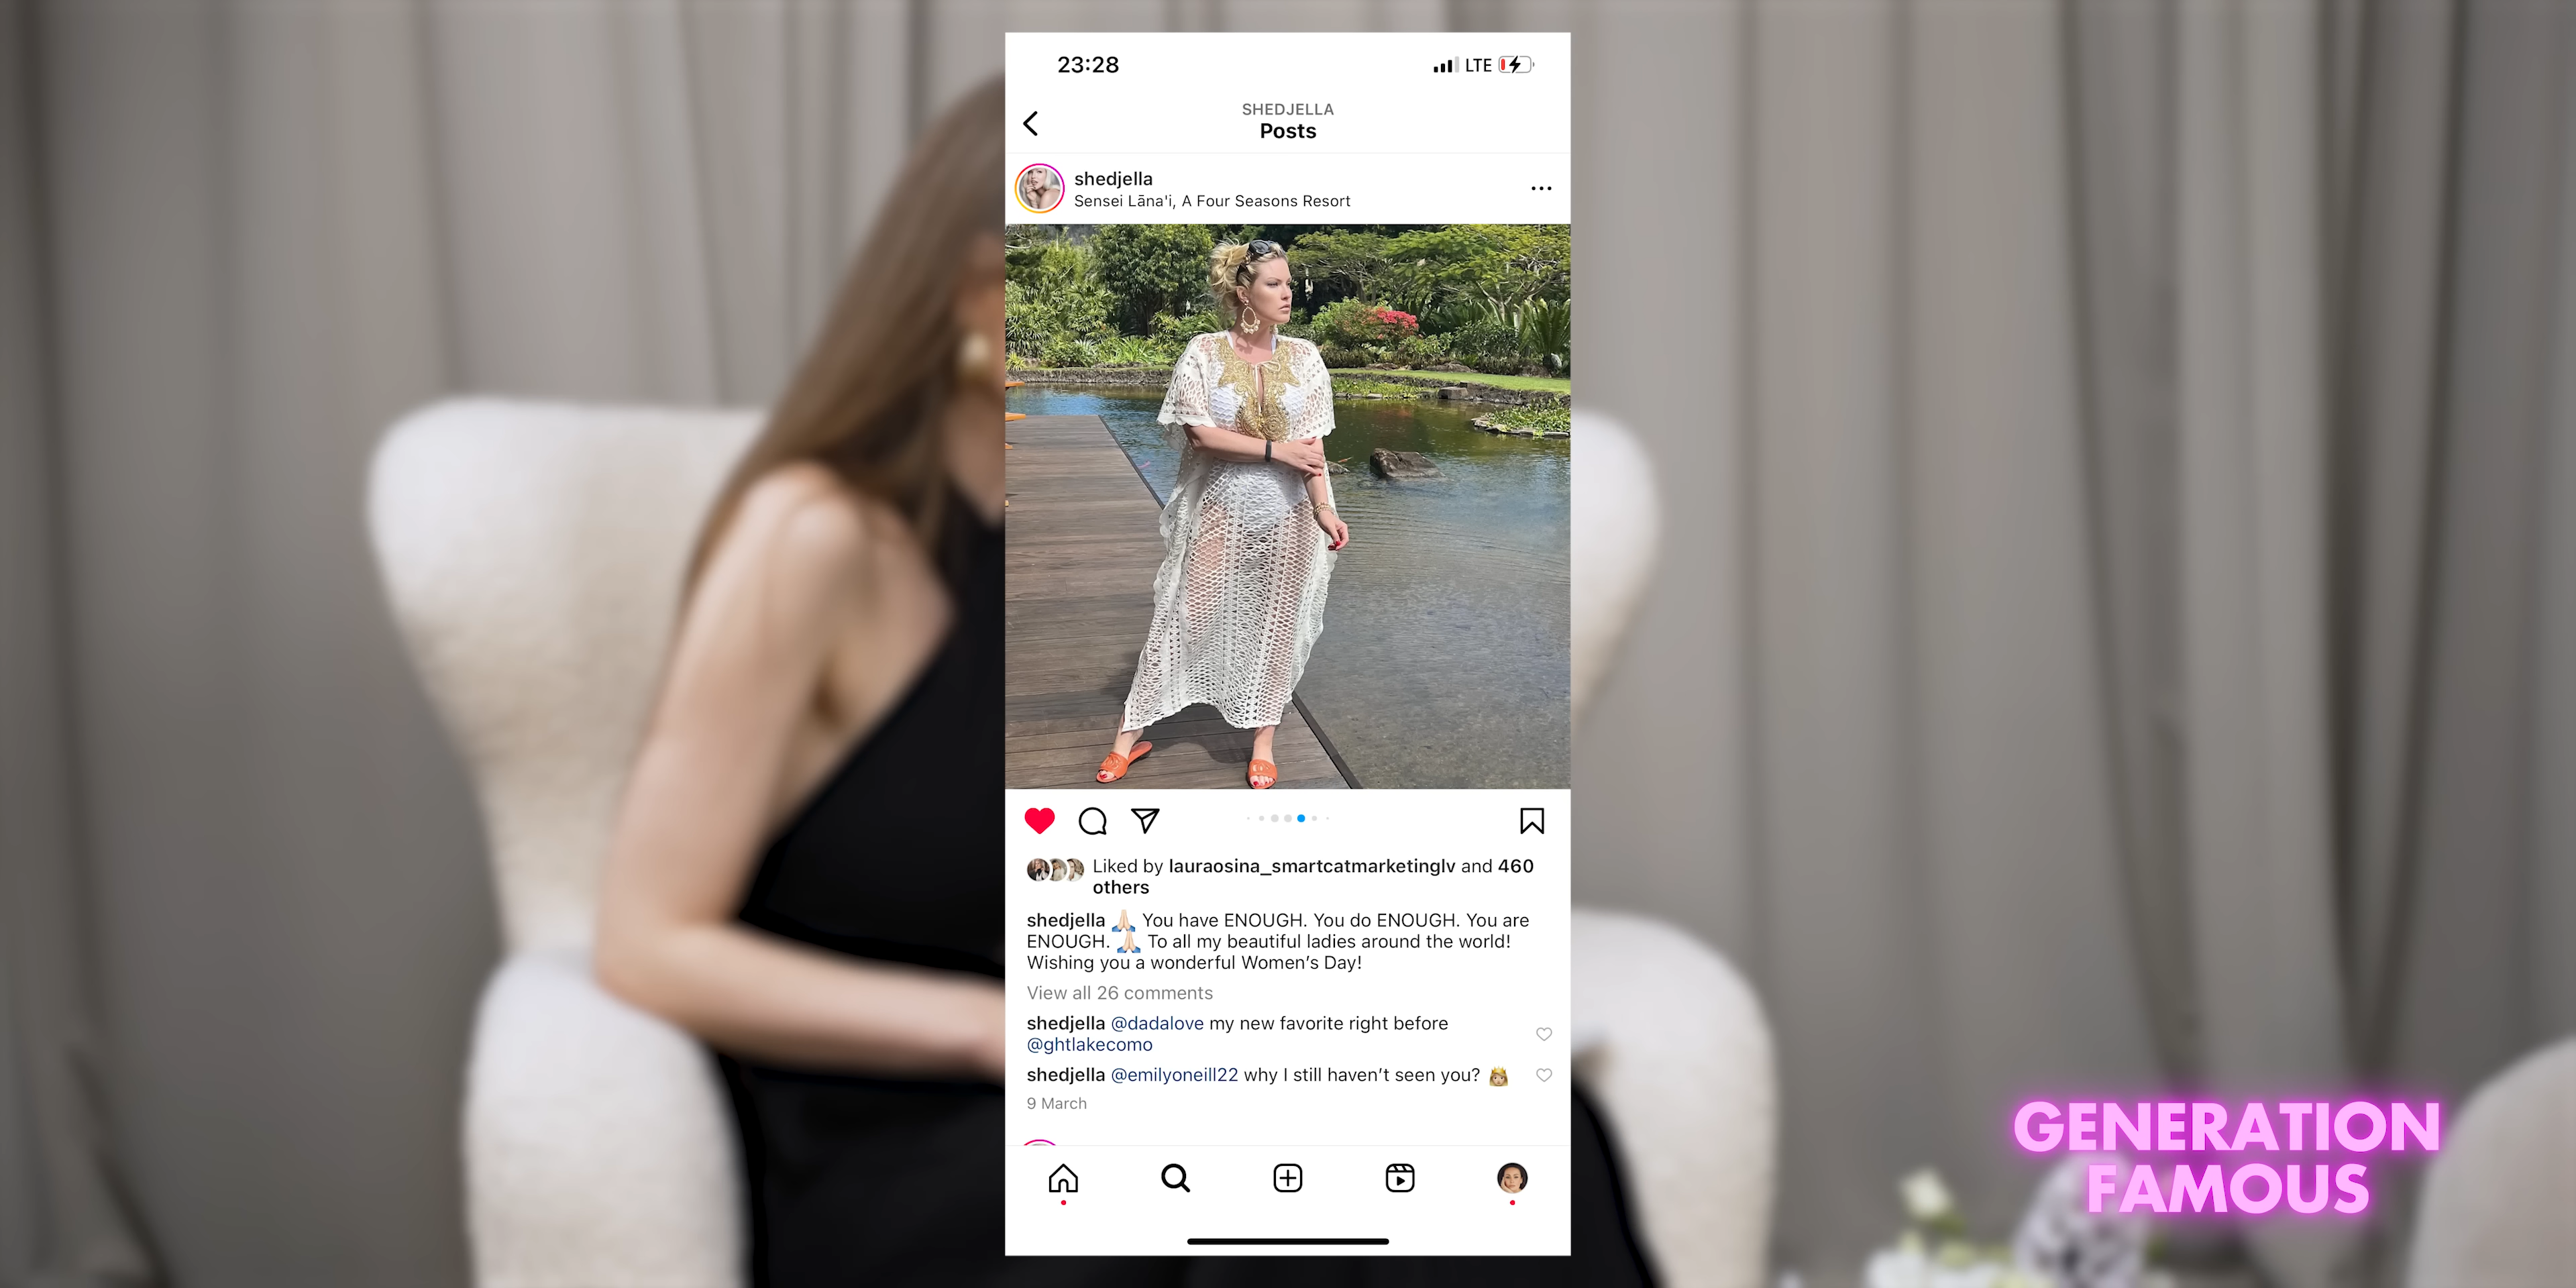 23:28
LTE
SHEDJELLA
Posts
shedjella
Sensei Lāna'i, A Four Seasons Resort
Liked by lauraosina_smartcatmarketinglv and 460
others
shedjella 🙏🏻 You have ENOUGH. You do ENOUGH. You are
ENOUGH. 🙏🏻 To all my beautiful ladies around the world!
Wishing you a wonderful Women’s Day!
View all 26 comments
shedjella @dadalove my new favorite right before
@ghtlakecomo
shedjella @emilyoneill22 why I still haven’t seen you? 👸🏼
9 March
GENERATION
FAMOUS